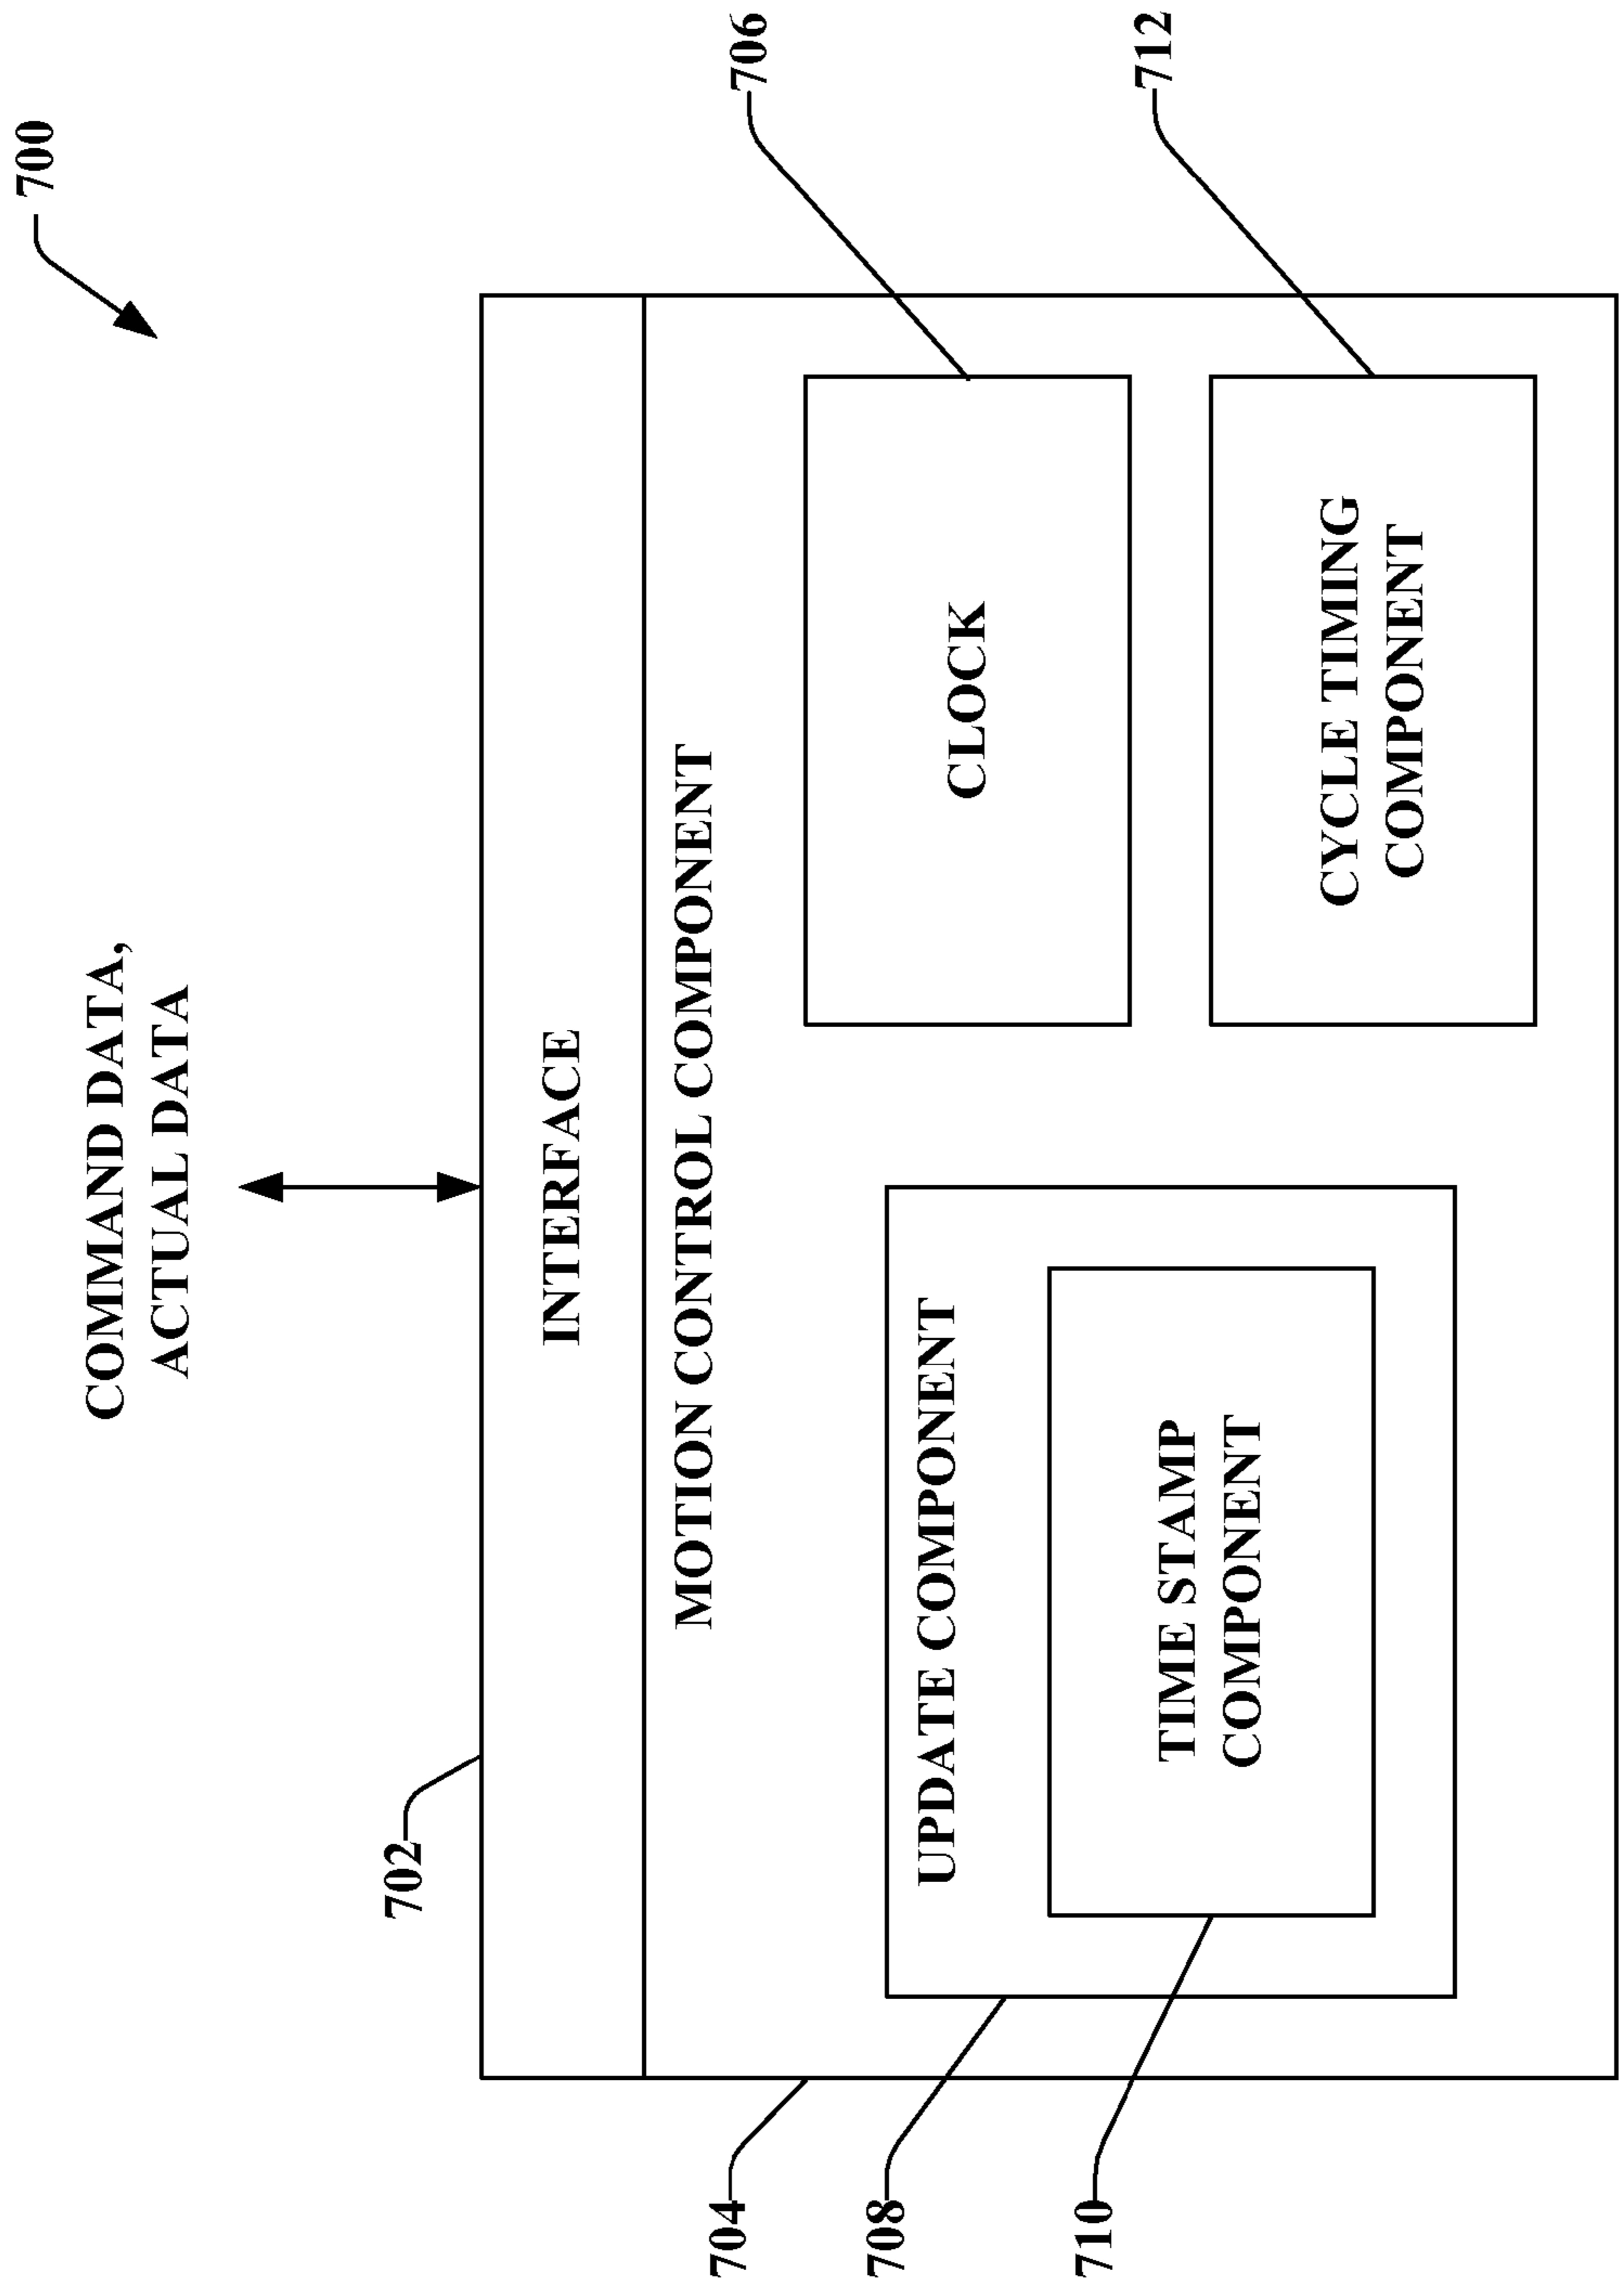 700
COMMAND DATA,
ACTUAL DATA
702
INTERFACE
704
MOTION CONTROL COMPONENT
706
CLOCK
708
UPDATE COMPONENT
710
TIME STAMP
COMPONENT
712
CYCLE TIMING
COMPONENT